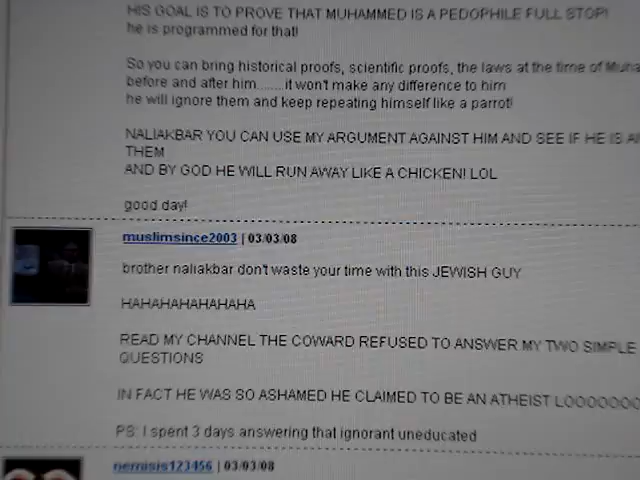 HIS GOAL IS TO PROVE THAT MUHAMMED IS A PEDOPHILE FULL STOP!
he is programmed for that!
So you can bring historical proofs, scientific proofs, the laws at the time of
before and after him.......it won't make any difference to him
he will ignore them and keep repeating himself like a parrot!
NALIAKBAR YOU CAN USE MY ARGUMENT AGAINST HIM AND SEE IF HE IS
THEM
AND BY GOD HE WILL RUN AWAY LIKE A CHICKEN! LOL
good day!
muslimsince2003 | 03/03/08
brother naliakbar don't waste your time with this JEWISH GUY
HAHAHAHAHAHAHA
READ MY CHANNEL THE COWARD REFUSED TO ANSWER MY TWO SIMPLE
QUESTIONS
IN FACT HE WAS SO ASHAMED HE CLAIMED TO BE AN ATHEIST LOOOOOOO
PS: I spent 3 days answering that ignorant uneducated
nemisis123456 | 03/03/08